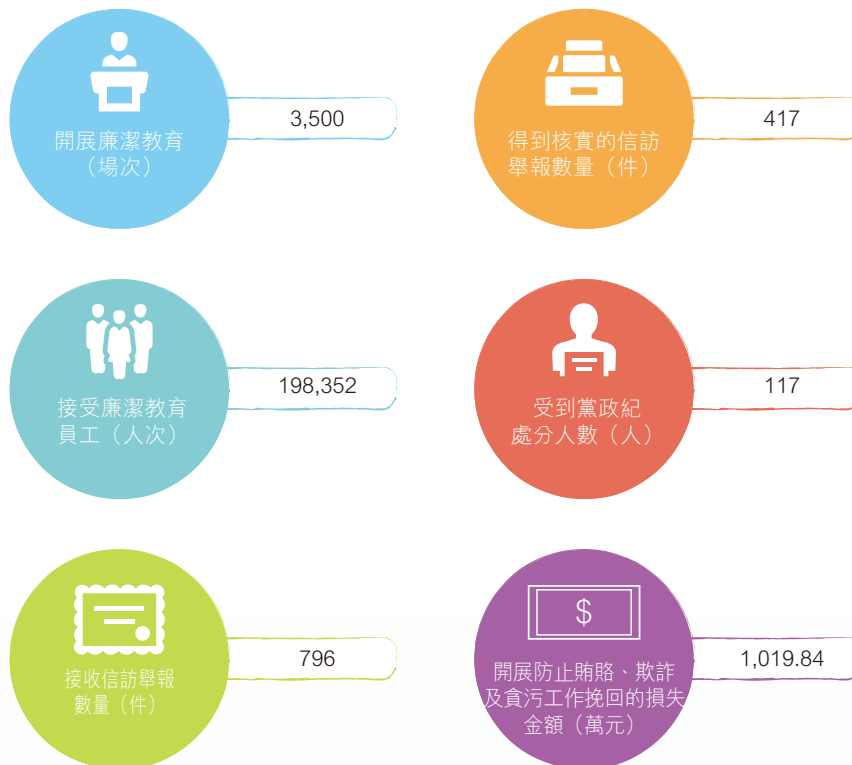 開展廉潔教育
（場次）
3,500
得到核實的信訪
舉報數量（件）
417
接受廉潔教育
員工（人次）
198,352
受到黨政紀
處分人數（人）
117
接收信訪舉報
數量（件）
796
$
開展防止賄賂、欺詐
及貪污工作挽回的損失
金額（萬元）
1,019.84